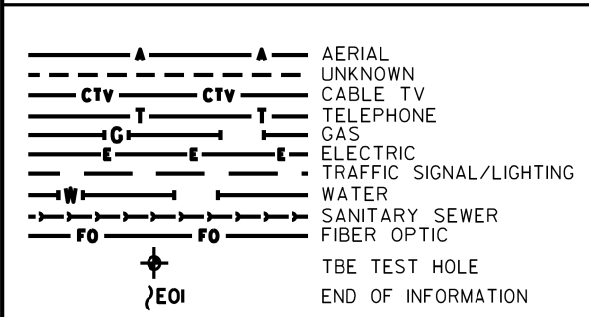 A A AERIAL
UNKNOWN
CTV CTV CABLE TV
T T TELEPHONE
G GAS
E E E ELECTRIC
TRAFFIC SIGNAL/LIGHTING
W WATER
SANITARY SEWER
FO FO FIBER OPTIC
TBE TEST HOLE
EOI END OF INFORMATION